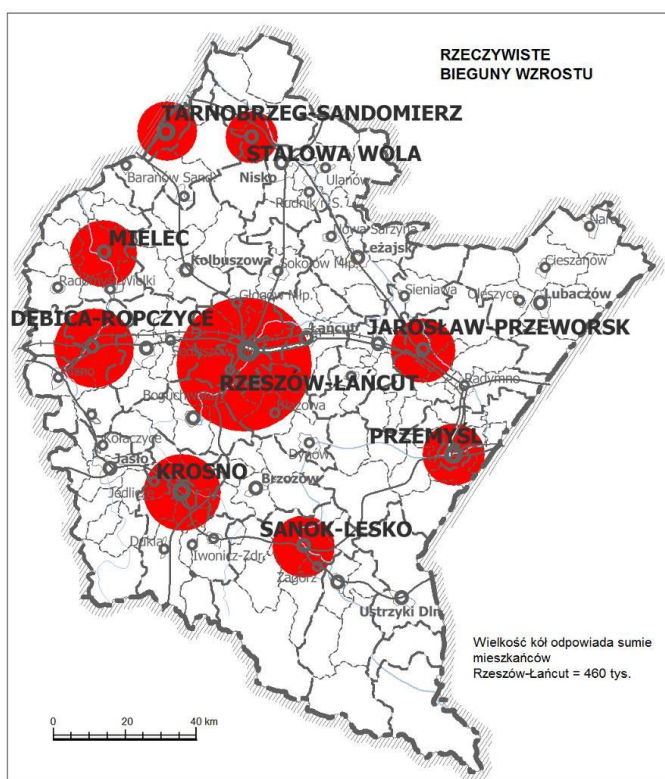 RZECZYWISTE
BIEGUNY WZROSTU
TARNOBRZEG-SANDOMIERZ
STALOWA WOLA
Baranów Sand.
Nisko
Ulanów
Rudnik n.S.
MIELEC
Nowa Sarzyna
Leżajsk
Narol
Kolbuszowa
Sokołów Młp.
Cieszanów
Radomyśl Wielki
Sieniawa
Oleszyce
Lubaczów
Głogów Młp.
DĘBICA-ROPCZYCE
Łańcut
JAROSŁAW-PRZEWORSK
RZESZÓW-ŁAŃCUT
Radymno
Błażowa
PRZEMYŚL
Kołaczyce
Dynów
Jasło
KROSNO
Jedlicze
Brzozów
SANOK-LESKO
Dukla
Iwonicz-Zdr.
Zagórz
Ustrzyki Dln
Wielkość kół odpowiada sumie
mieszkańców
Rzeszów-Łańcut = 460 tys.
0 20 40 km